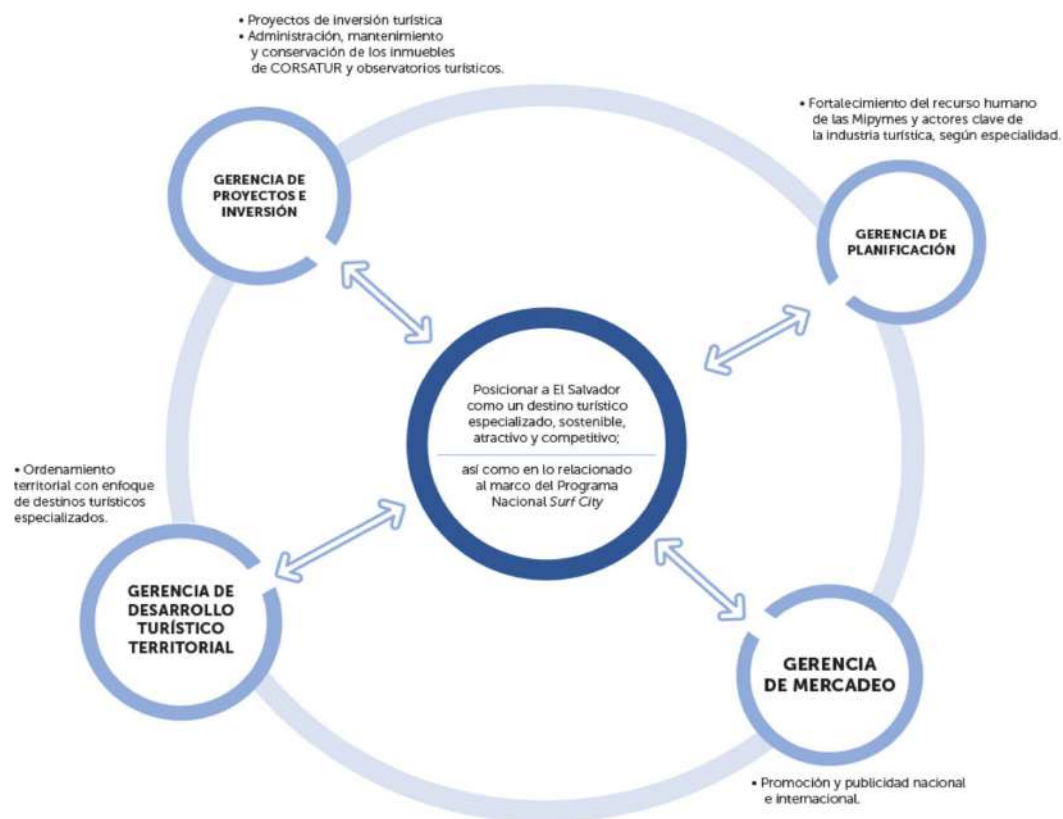 • Proyectos de inversión turística
• Administración, mantenimiento
y conservación de los inmuebles
de CORSATUR y observatorios turísticos.
GERENCIA DE
PROYECTOS E
INVERSIÓN
• Fortalecimiento del recurso humano
de las Mipymes y actores clave de
la industria turística, según especialidad.
GERENCIA DE
PLANIFICACIÓN
Posicionar a El Salvador
como un destino turístico
especializado, sostenible,
atractivo y competitivo;
así como en lo relacionado
al marco del Programa
Nacional Surf City
• Ordenamiento
territorial con enfoque
de destinos turísticos
especializados.
GERENCIA DE
DESARROLLO
TURÍSTICO
TERRITORIAL
GERENCIA
DE MERCADEO
• Promoción y publicidad nacional
e internacional.